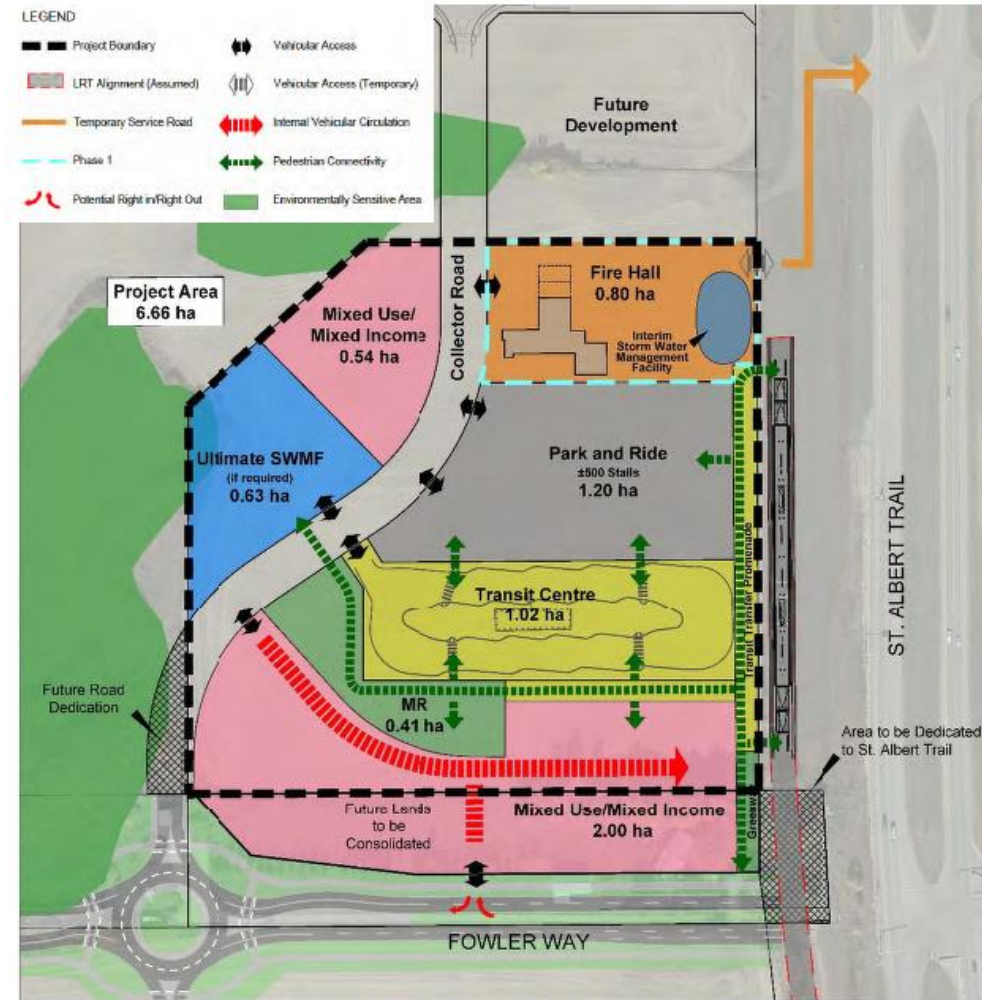 LEGEND
Project Boundary
Vehicular Access
LRT Alignment (Assumed)
Vehicular Access (Temporary)
Temporary Service Road
Internal Vehicular Circulation
Phase 1
Pedestrian Connectivity
Potential Right in/Right Out
Environmentally Sensitive Area
Future
Development
Project Area
6.66 ha
Mixed Use/
Mixed Income
0.54 ha
Collector Road
Fire Hall
0.80 ha
Interim
Storm Water
Management
Facility
Ultimate SWMF
(if required)
0.63 ha
Park and Ride
±500 Stalls
1.20 ha
Transit Centre
1.02 ha
Transit Transfer Promenade
ST. ALBERT TRAIL
Future Road
Dedication
MR
0.41 ha
Area to be Dedicated
to St. Albert Trail
Future Lands
to be
Consolidated
Mixed Use/Mixed Income
2.00 ha
Greenway
FOWLER WAY